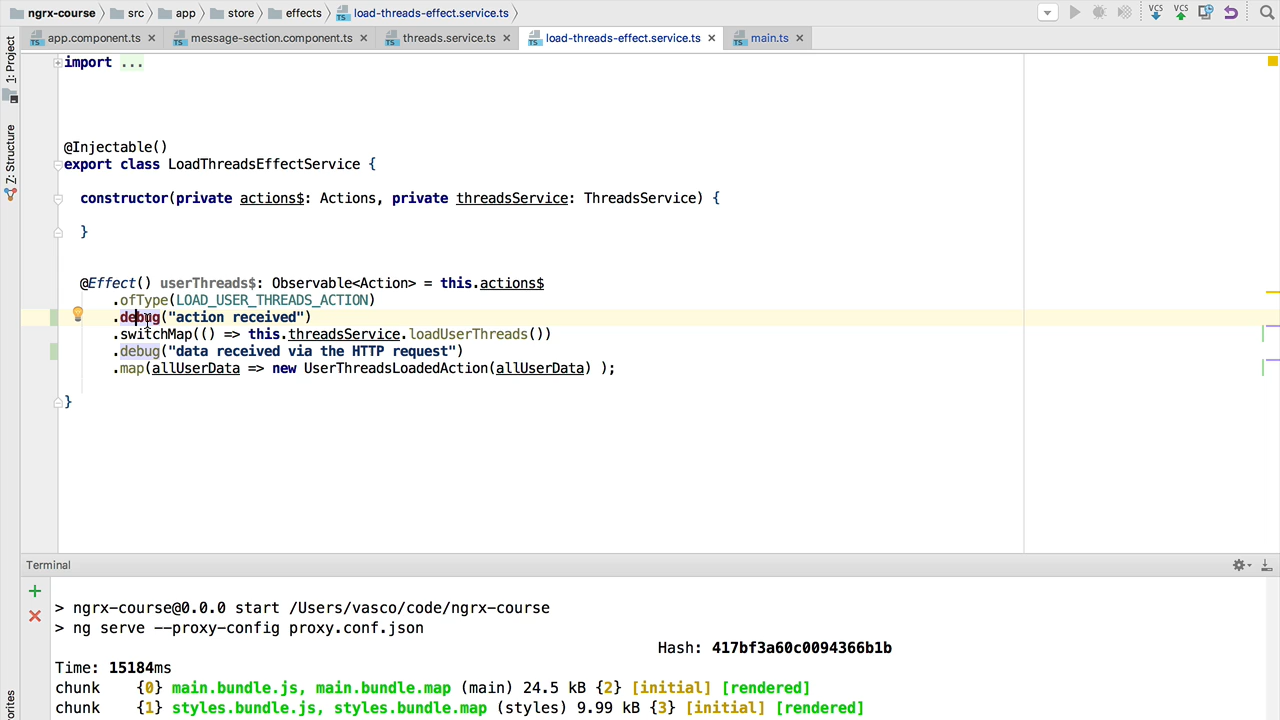 ngrx-course src app store effects load-threads-effect.service.ts VCS VCS
app.component.ts message-section.component.ts threads.service.ts load-threads-effect.service.ts main.ts
1: Project
Z: Structure
import ...
@Injectable()
export class LoadThreadsEffectService {
constructor(private actions$: Actions, private threadsService: ThreadsService) {
}
@Effect() userThreads$: Observable<Action> = this.actions$
.ofType(LOAD_USER_THREADS_ACTION)
.debug("action received")
.switchMap(() => this.threadsService.loadUserThreads())
.debug("data received via the HTTP request")
.map(allUserData => new UserThreadsLoadedAction(allUserData) );
}
Terminal
> ngrx-course@0.0.0 start /Users/vasco/code/ngrx-course
> ng serve --proxy-config proxy.conf.json
Hash: 417bf3a60c0094366b1b
Time: 15184ms
chunk {0} main.bundle.js, main.bundle.map (main) 24.5 kB {2} [initial] [rendered]
chunk {1} styles.bundle.js, styles.bundle.map (styles) 9.99 kB {3} [initial] [rendered]